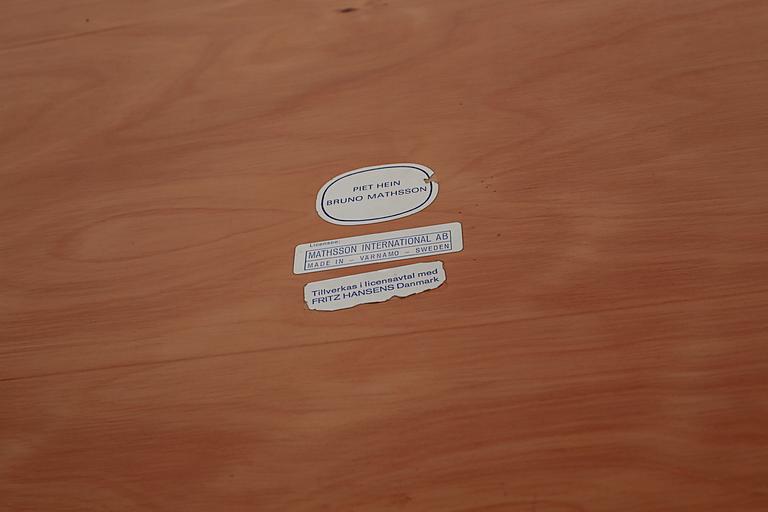 PIET HEIN
BRUNO MATHSSON
Licensee:
MATHSSON INTERNATIONAL AB
MADE IN - VÄRNAMO - SWEDEN
Tillverkas i licensavtal med
FRITZ HANSENS Danmark